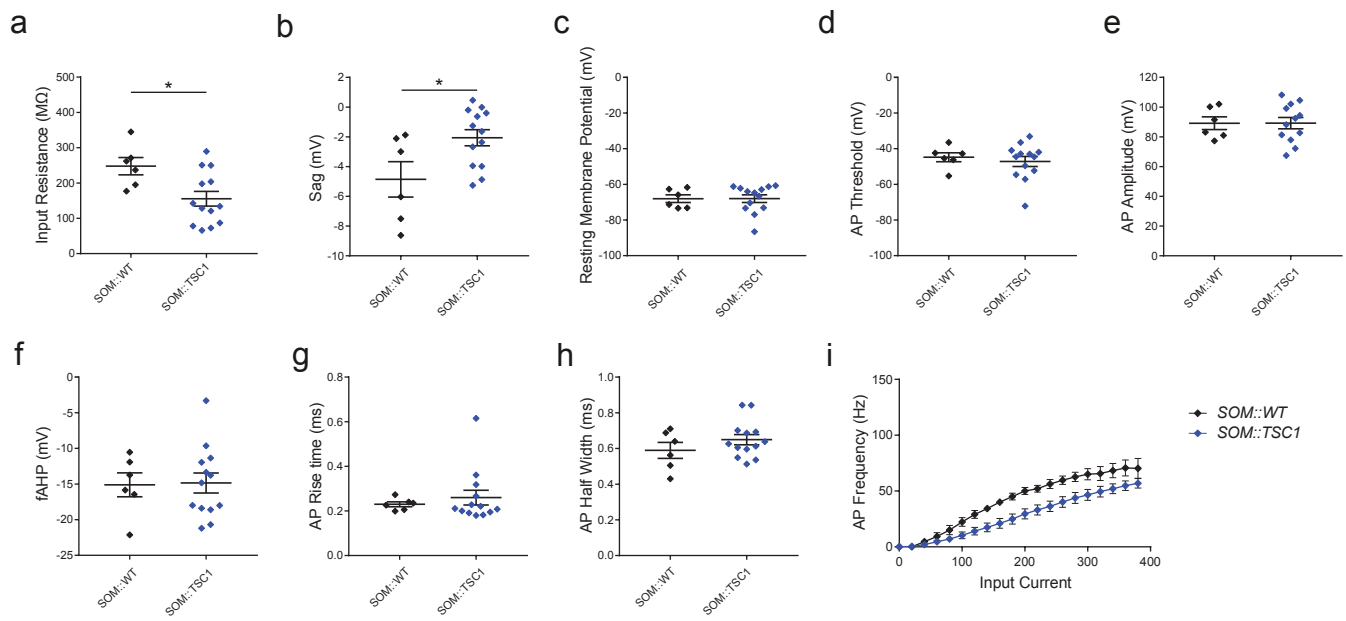 a
b
c
d
e
Input Resistance (MΩ)
500
400
300
200
100
0
*
SOM::WT
SOM::TSC1
Sag (mV)
2
0
-2
-4
-6
-8
-10
*
SOM::WT
SOM::TSC1
Resting Membrane Potential (mV)
0
-20
-40
-60
-80
-100
SOM::WT
SOM::TSC1
AP Threshold (mV)
0
-20
-40
-60
-80
-100
SOM::WT
SOM::TSC1
AP Amplitude (mV)
120
100
80
60
40
20
0
SOM::WT
SOM::TSC1
f
g
h
i
fAHP (mV)
0
-5
-10
-15
-20
-25
SOM::WT
SOM::TSC1
AP Rise time (ms)
0.8
0.6
0.4
0.2
0.0
SOM::WT
SOM::TSC1
AP Half Width (ms)
1.0
0.8
0.6
0.4
0.2
0.0
SOM::WT
SOM::TSC1
AP Frequency (Hz)
150
100
50
0
0 100 200 300 400
Input Current
SOM::WT
SOM::TSC1